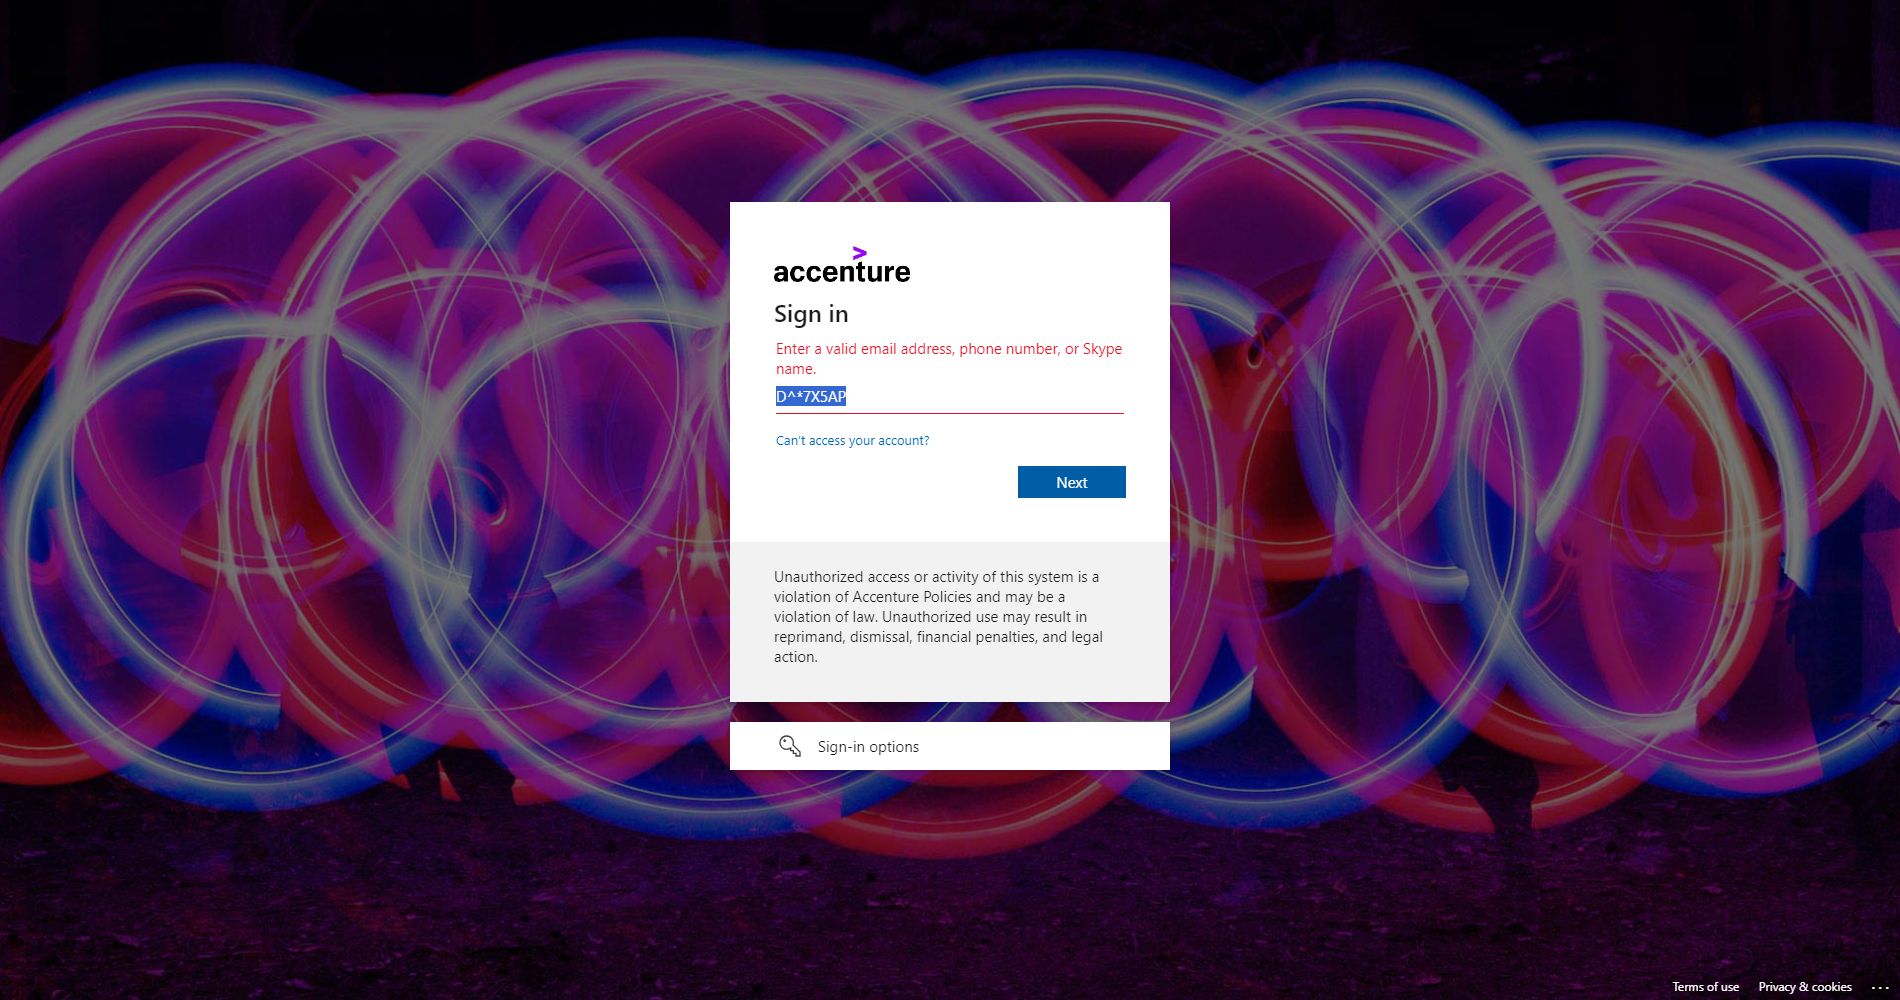 accenture
Sign in
Enter a valid email address, phone number, or Skype
name.
D^*7X5AP
Can't access your account?
Next
Unauthorized access or activity of this system is a
violation of Accenture Policies and may be a
violation of law. Unauthorized use may result in
reprimand, dismissal, financial penalties, and legal
action.
Sign-in options
Terms of use Privacy & cookies ...